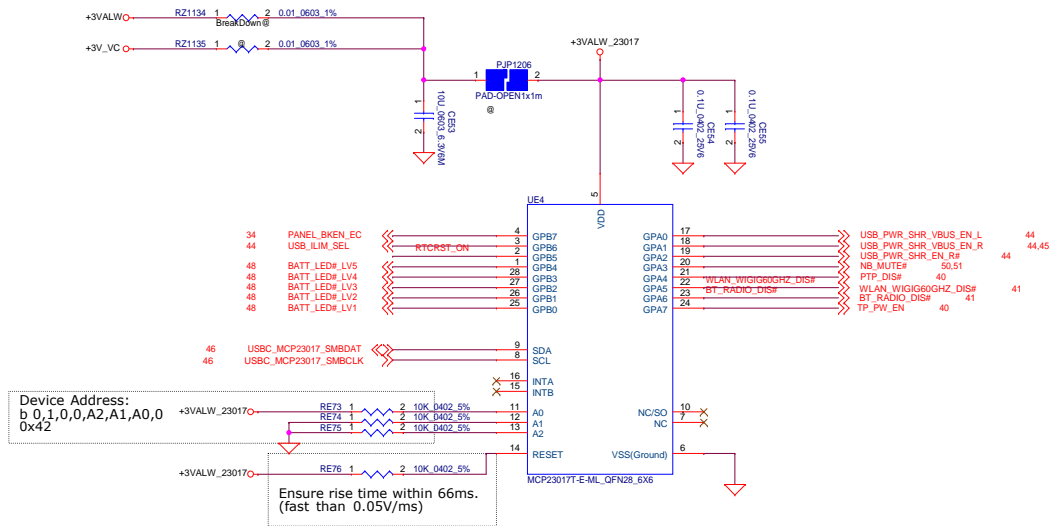 +3VALW RZ1134 1 2 0.01_0603_1%
BreakDown@
+3V_VC RZ1135 1 2 0.01_0603_1%
@
+3VALW_23017
PJP1206
1 2
PAD-OPEN1x1m
@
1
2
CE53
10U_0603_6.3V6M
1
2
CE54
0.1U_0402_25V6
1
2
CE55
0.1U_0402_25V6
UE4
5
VDD
34 PANEL_BKEN_EC 4 GPB7
44 USB_ILIM_SEL 3 GPB6
RTCRST_ON 2 GPB5
48 BATT_LED#_LV5 1 GPB4
48 BATT_LED#_LV4 28 GPB3
48 BATT_LED#_LV3 27 GPB2
48 BATT_LED#_LV2 26 GPB1
48 BATT_LED#_LV1 25 GPB0
GPA0 17 USB_PWR_SHR_VBUS_EN_L 44
GPA1 18 USB_PWR_SHR_VBUS_EN_R 44,45
GPA2 19 USB_PWR_SHR_EN_R# 44
GPA3 20 NB_MUTE# 50,51
GPA4 21 PTP_DIS# 40
GPA5 22 WLAN_WIGIG60GHZ_DIS# WLAN_WIGIG60GHZ_DIS# 41
GPA6 23 BT_RADIO_DIS# BT_RADIO_DIS# 41
GPA7 24 TP_PW_EN 40
46 USBC_MCP23017_SMBDAT 9 SDA
46 USBC_MCP23017_SMBCLK 8 SCL
16 INTA
15 INTB
Device Address:
b 0,1,0,0,A2,A1,A0,0
0x42
+3VALW_23017 RE73 1 2 10K_0402_5% 11 A0
RE74 1 2 10K_0402_5% 12 A1
RE75 1 2 10K_0402_5% 13 A2
NC/SO 10
NC 7
14 RESET
VSS(Ground) 6
+3VALW_23017 RE76 1 2 10K_0402_5%
MCP23017T-E-ML_QFN28_6X6
Ensure rise time within 66ms.
(fast than 0.05V/ms)